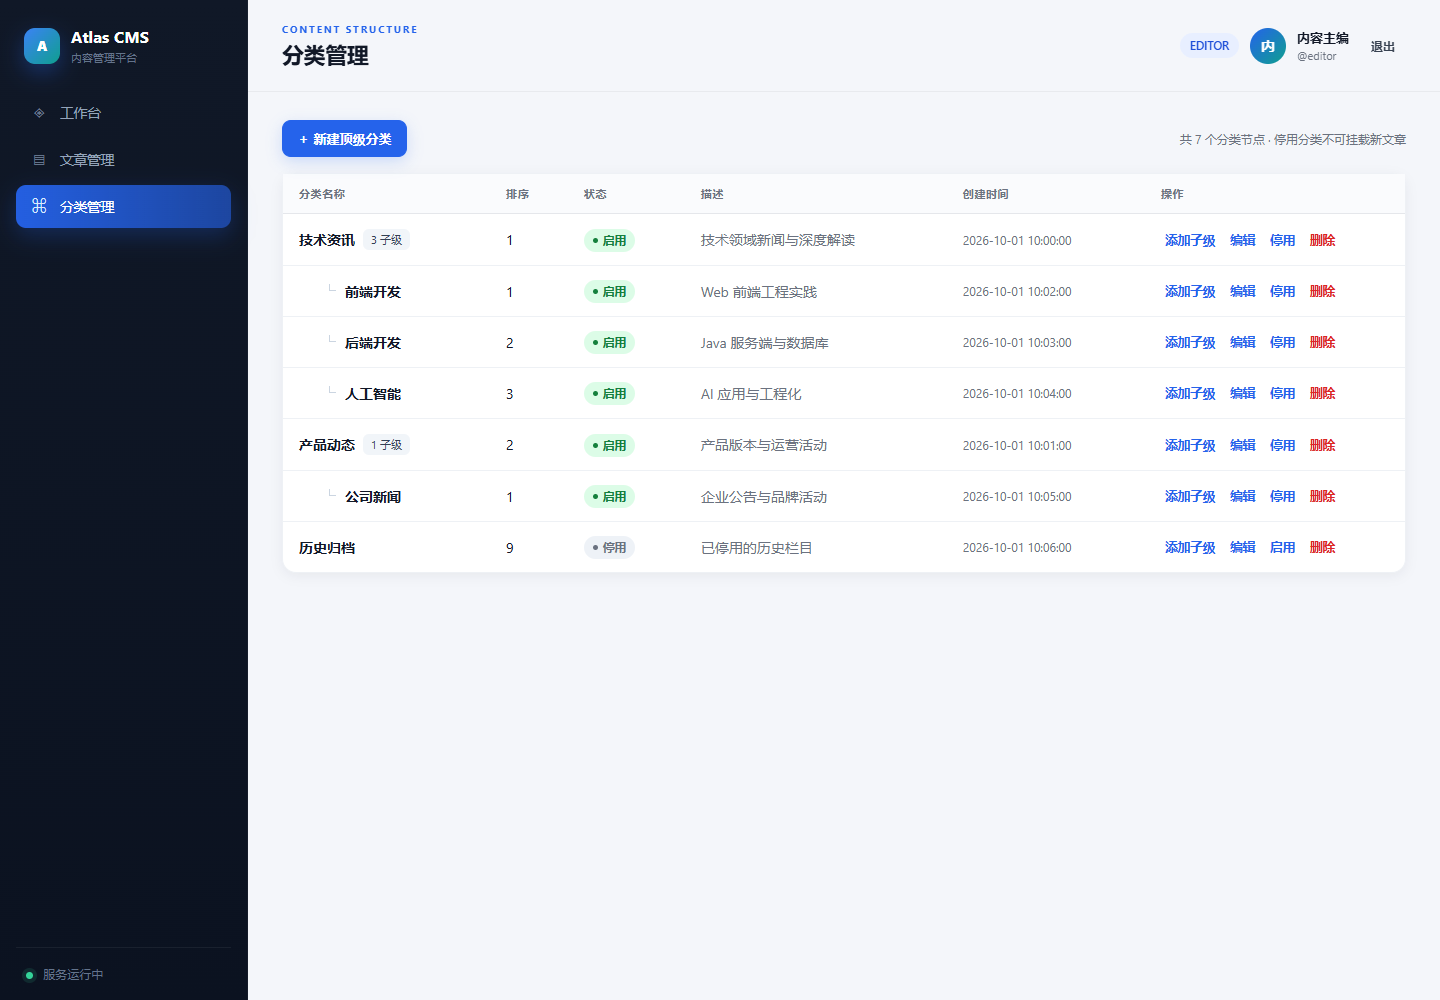 A
Atlas CMS
内容管理平台
工作台
文章管理
分类管理
服务运行中
CONTENT STRUCTURE
分类管理
EDITOR
内
内容主编
@editor
退出
+ 新建顶级分类
共 7 个分类节点 · 停用分类不可挂载新文章
分类名称 排序 状态 描述 创建时间 操作
技术资讯 3 子级 1 启用 技术领域新闻与深度解读 2026-10-01 10:00:00 添加子级 编辑 停用 删除
前端开发 1 启用 Web 前端工程实践 2026-10-01 10:02:00 添加子级 编辑 停用 删除
后端开发 2 启用 Java 服务端与数据库 2026-10-01 10:03:00 添加子级 编辑 停用 删除
人工智能 3 启用 AI 应用与工程化 2026-10-01 10:04:00 添加子级 编辑 停用 删除
产品动态 1 子级 2 启用 产品版本与运营活动 2026-10-01 10:01:00 添加子级 编辑 停用 删除
公司新闻 1 启用 企业公告与品牌活动 2026-10-01 10:05:00 添加子级 编辑 停用 删除
历史归档 9 停用 已停用的历史栏目 2026-10-01 10:06:00 添加子级 编辑 启用 删除